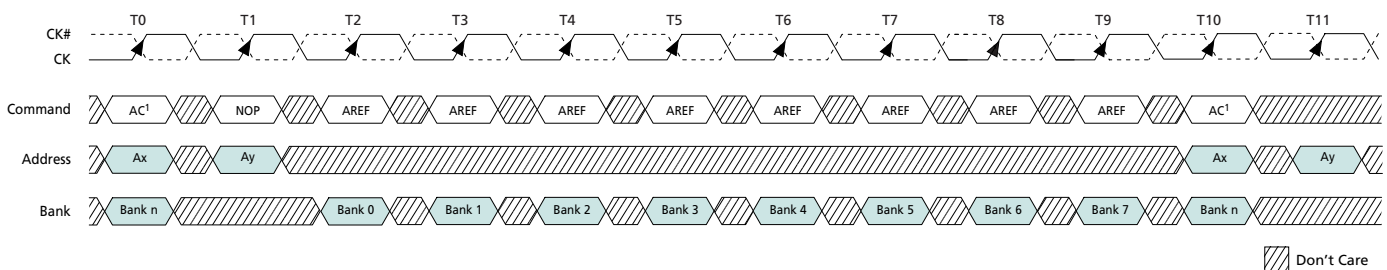 T0 T1 T2 T3 T4 T5 T6 T7 T8 T9 T10 T11
CK#
CK
Command AC¹ NOP AREF AREF AREF AREF AREF AREF AREF AREF AC¹
Address Ax Ay Ax Ay
Bank Bank n Bank 0 Bank 1 Bank 2 Bank 3 Bank 4 Bank 5 Bank 6 Bank 7 Bank n
Don't Care